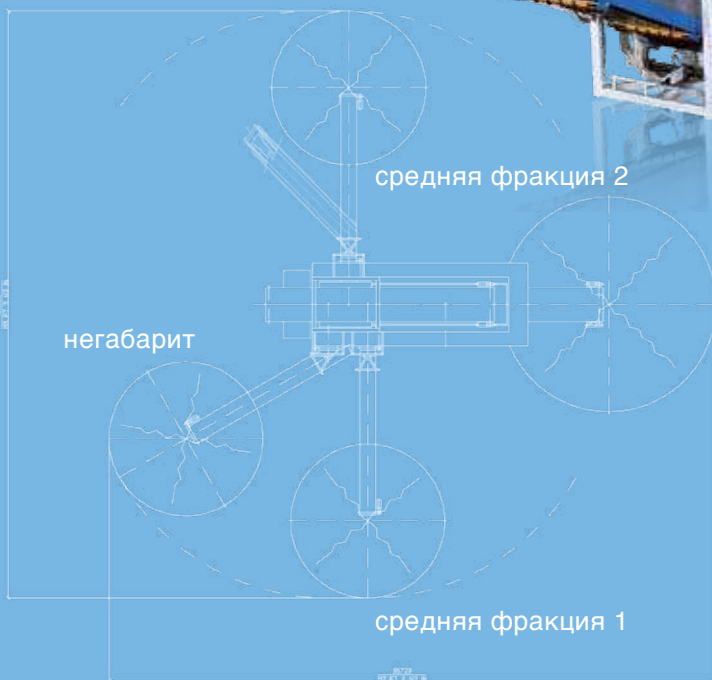 средняя фракция 2
негабарит
средняя фракция 1